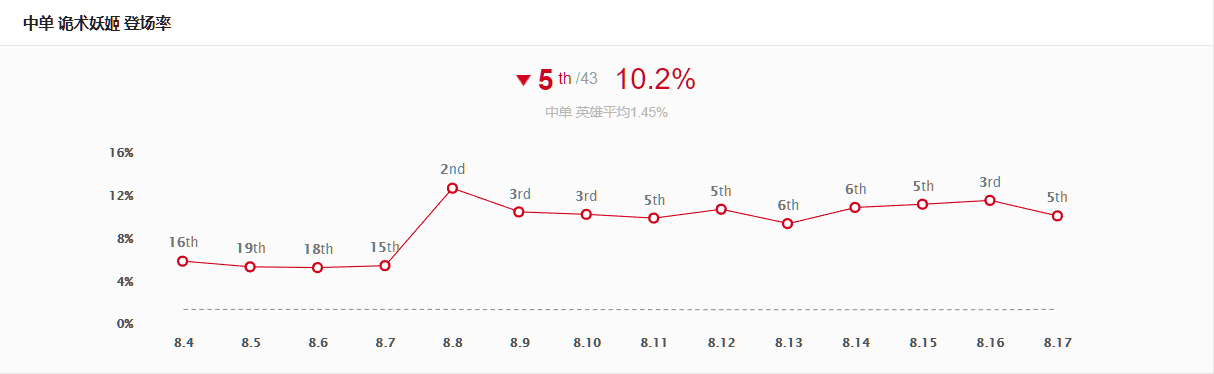 中单 诡术妖姬 登场率
5 th /43 10.2%
中单 英雄平均1.45%
16%
2nd
12%
3rd 3rd 5th 5th 6th 6th 5th 3rd 5th
8%
16th 19th 18th 15th
4%
0%
8.4 8.5 8.6 8.7 8.8 8.9 8.10 8.11 8.12 8.13 8.14 8.15 8.16 8.17